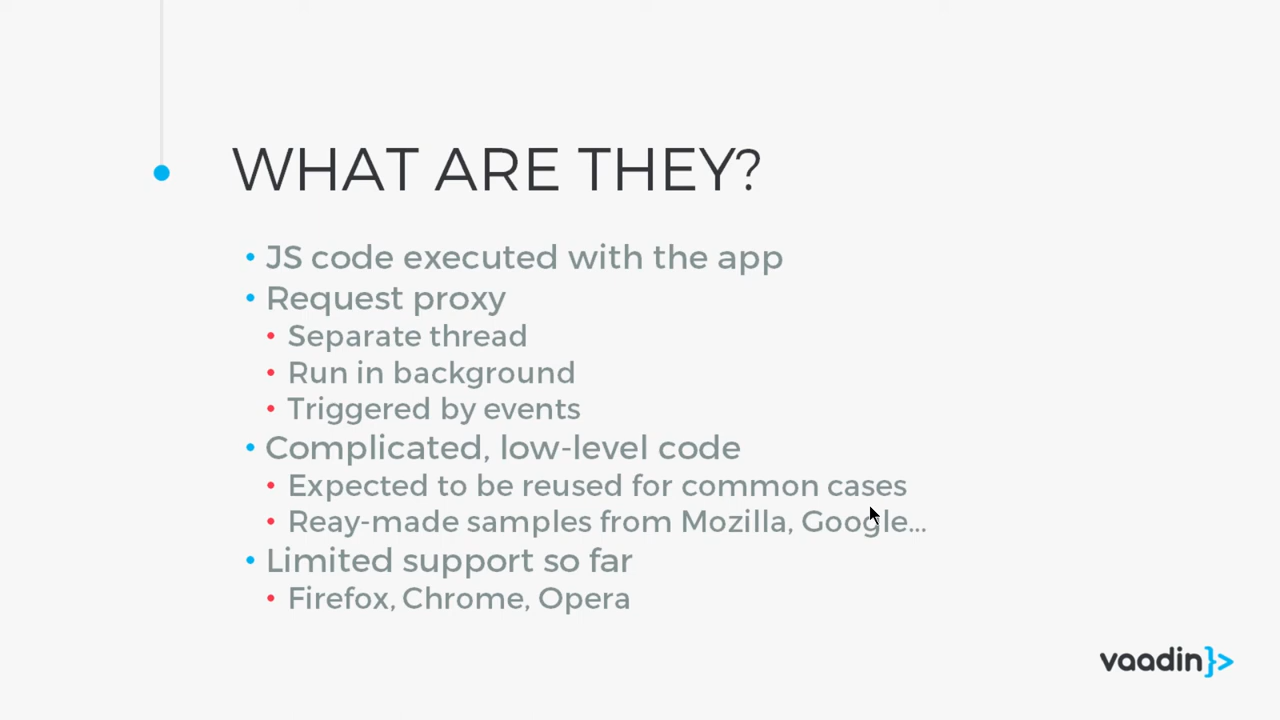 WHAT ARE THEY?
• JS code executed with the app
• Request proxy
• Separate thread
• Run in background
• Triggered by events
• Complicated, low-level code
• Expected to be reused for common cases
• Reay-made samples from Mozilla, Google...
• Limited support so far
• Firefox, Chrome, Opera
vaadin}>